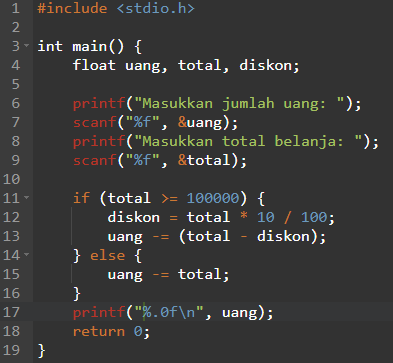 1 #include <stdio.h>
2
3 int main() {
4     float uang, total, diskon;
5
6     printf("Masukkan jumlah uang: ");
7     scanf("%f", &uang);
8     printf("Masukkan total belanja: ");
9     scanf("%f", &total);
10
11     if (total >= 100000) {
12         diskon = total * 10 / 100;
13         uang -= (total - diskon);
14     } else {
15         uang -= total;
16     }
17     printf("%.0f\n", uang);
18     return 0;
19 }